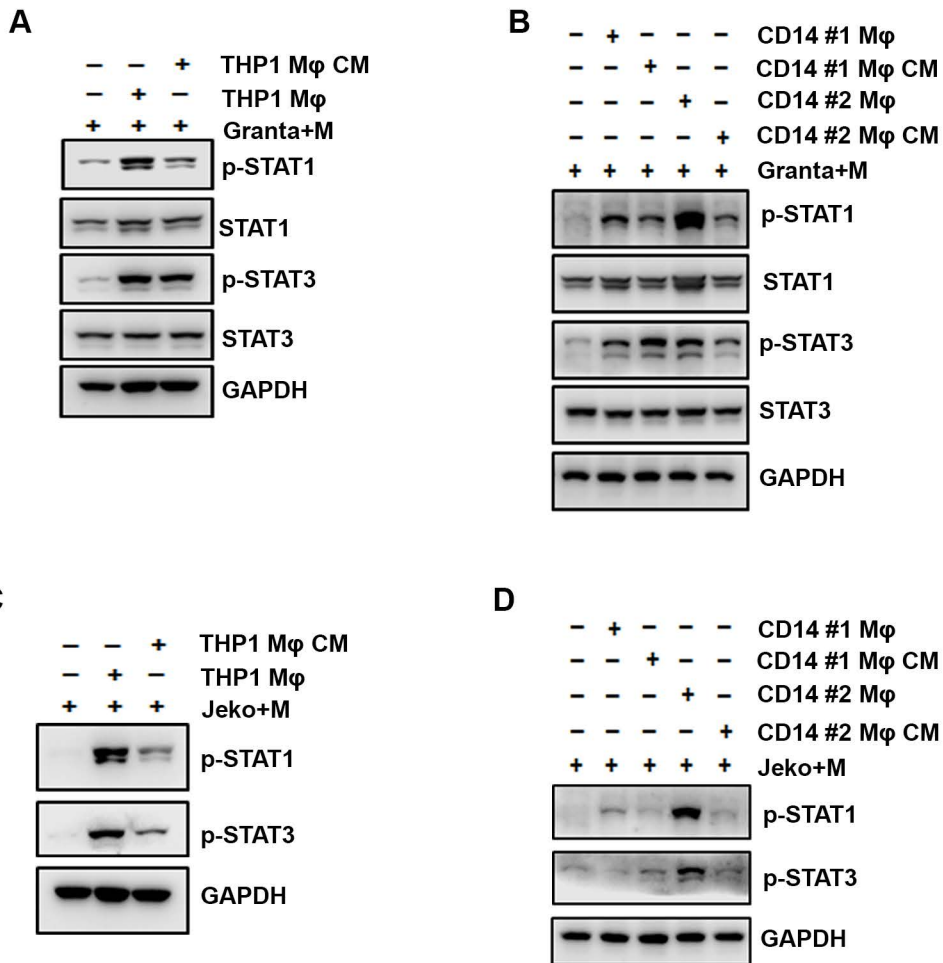 A
− − + THP1 Mφ CM
− + − THP1 Mφ
+ + + Granta+M
p-STAT1
STAT1
p-STAT3
STAT3
GAPDH
B
− + − − − CD14 #1 Mφ
− − + − − CD14 #1 Mφ CM
− − − + − CD14 #2 Mφ
− − − − + CD14 #2 Mφ CM
+ + + + + Granta+M
p-STAT1
STAT1
p-STAT3
STAT3
GAPDH
− − + THP1 Mφ CM
− + − THP1 Mφ
+ + + Jeko+M
p-STAT1
p-STAT3
GAPDH
D
− + − − − CD14 #1 Mφ
− − + − − CD14 #1 Mφ CM
− − − + − CD14 #2 Mφ
− − − − + CD14 #2 Mφ CM
+ + + + + Jeko+M
p-STAT1
p-STAT3
GAPDH